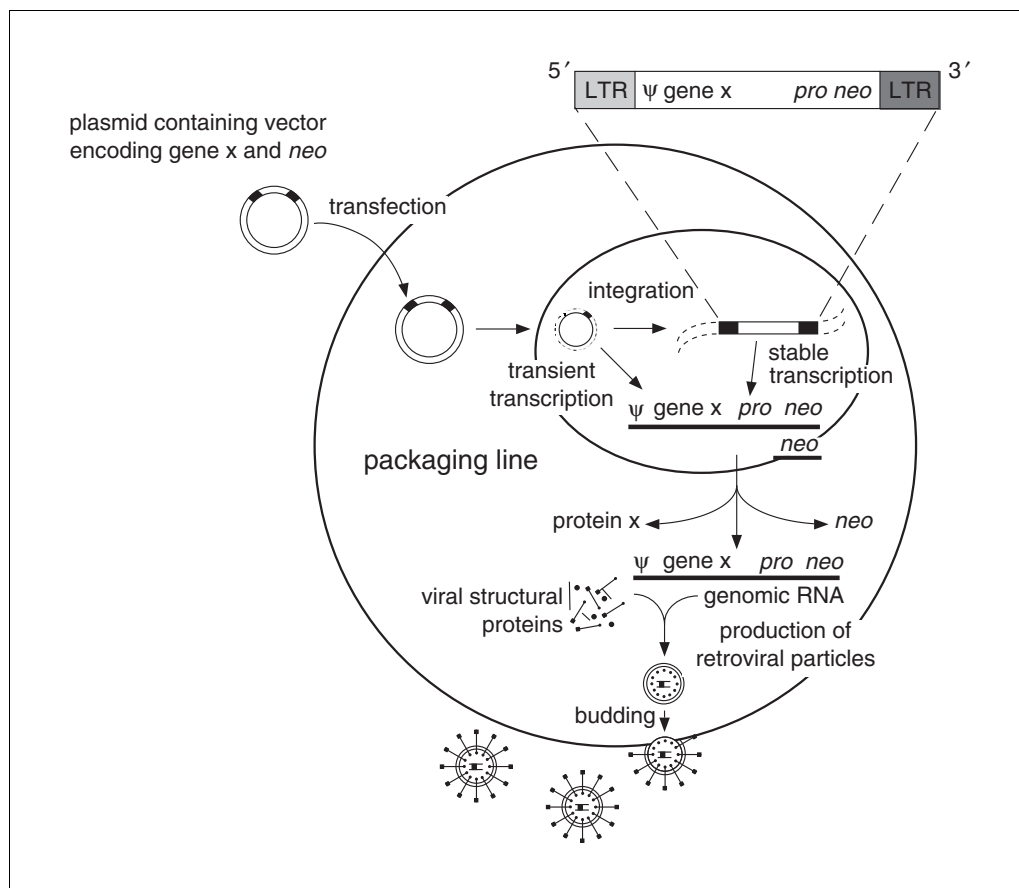 5′ LTR ψ gene x pro neo LTR 3′
plasmid containing vector
encoding gene x and neo
transfection
integration
transient
transcription
stable
transcription
ψ gene x pro neo
neo
packaging line
protein x
neo
ψ gene x pro neo
viral structural
proteins
genomic RNA
production of
retroviral particles
budding